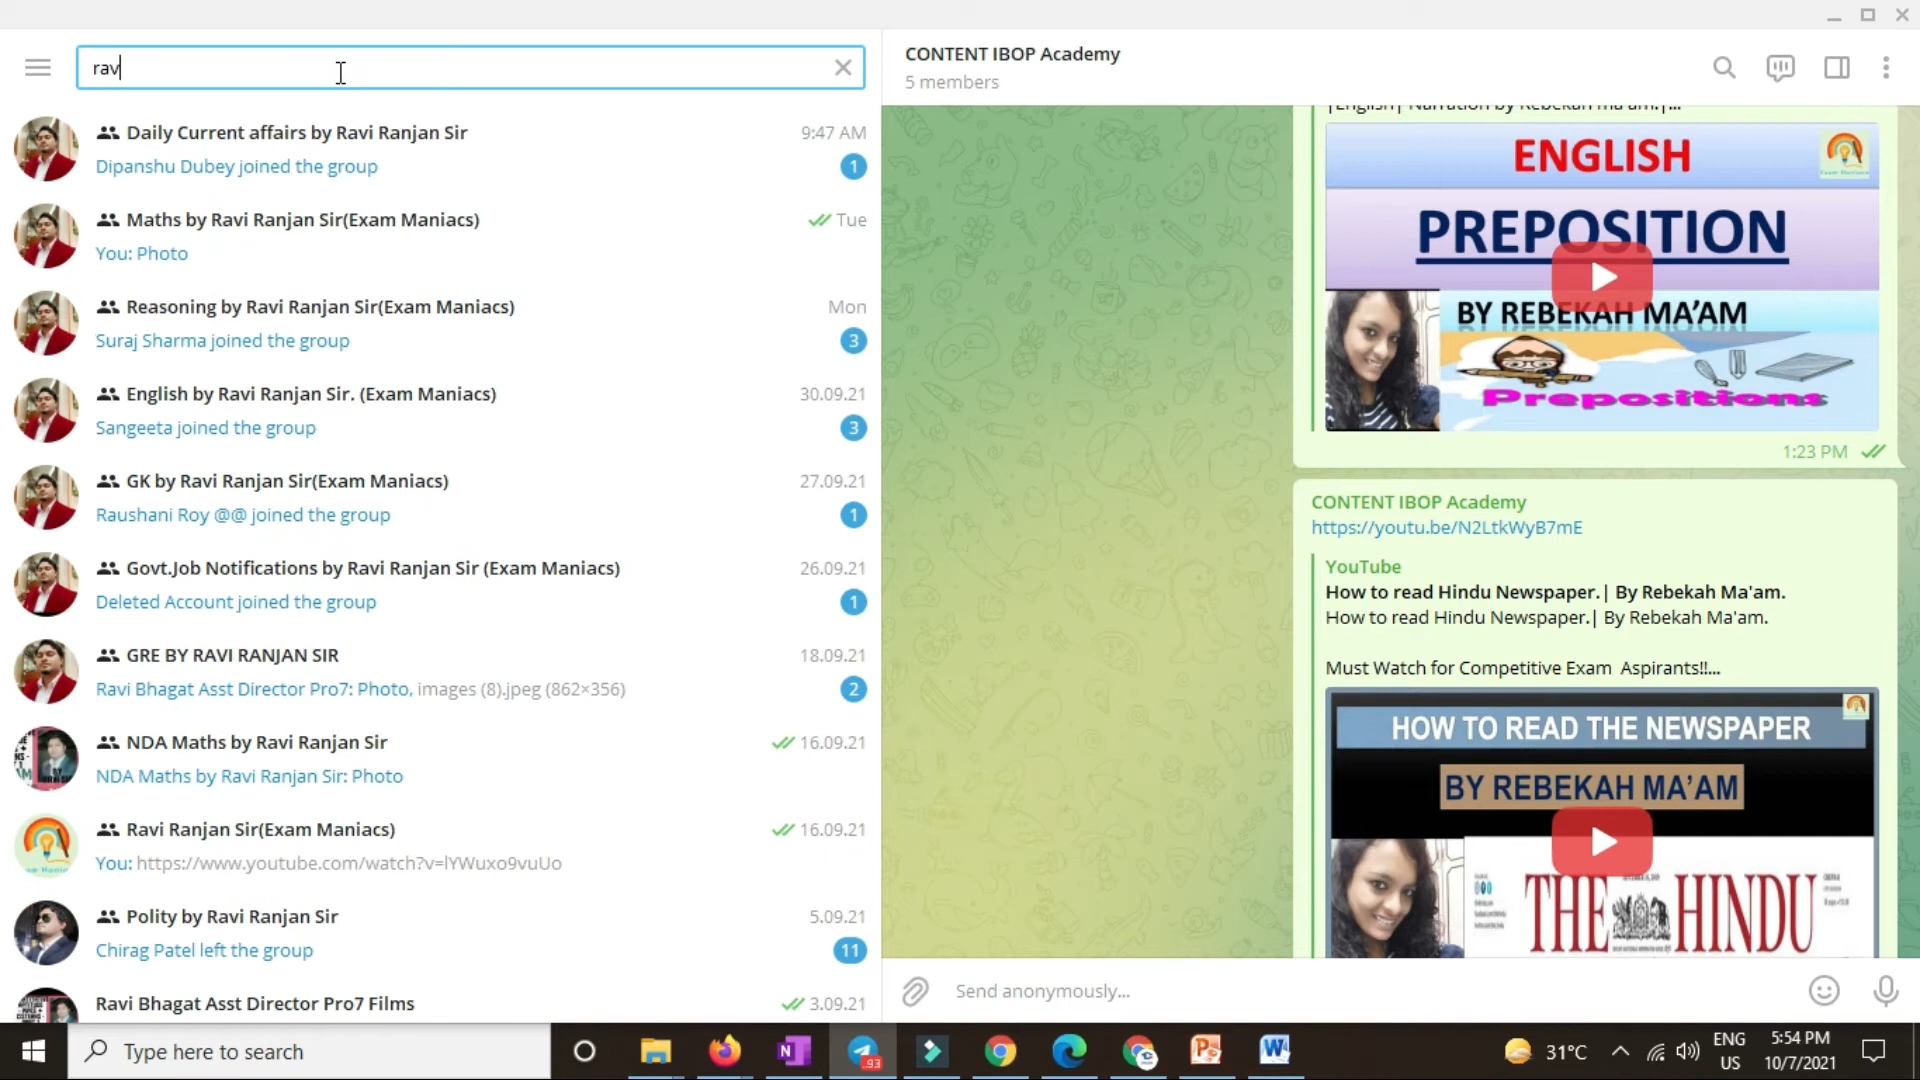 rav
Daily Current affairs by Ravi Ranjan Sir
9:47 AM
Dipanshu Dubey joined the group
1
Maths by Ravi Ranjan Sir(Exam Maniacs)
Tue
You: Photo
Reasoning by Ravi Ranjan Sir(Exam Maniacs)
Mon
Suraj Sharma joined the group
3
English by Ravi Ranjan Sir. (Exam Maniacs)
30.09.21
Sangeeta joined the group
3
GK by Ravi Ranjan Sir(Exam Maniacs)
27.09.21
Raushani Roy @@ joined the group
1
Govt.Job Notifications by Ravi Ranjan Sir (Exam Maniacs)
26.09.21
Deleted Account joined the group
1
GRE BY RAVI RANJAN SIR
18.09.21
Ravi Bhagat Asst Director Pro7: Photo, images (8).jpeg (862×356)
2
NDA Maths by Ravi Ranjan Sir
16.09.21
NDA Maths by Ravi Ranjan Sir: Photo
Ravi Ranjan Sir(Exam Maniacs)
16.09.21
You: https://www.youtube.com/watch?v=lYWuxo9vuUo
Polity by Ravi Ranjan Sir
5.09.21
Chirag Patel left the group
11
Ravi Bhagat Asst Director Pro7 Films
3.09.21
CONTENT IBOP Academy
5 members
|English| Narration by Rebekah ma'am.|...
ENGLISH
PREPOSITION
BY REBEKAH MA'AM
Prepositions
1:23 PM
CONTENT IBOP Academy
https://youtu.be/N2LtkWyB7mE
YouTube
How to read Hindu Newspaper.| By Rebekah Ma'am.
How to read Hindu Newspaper.| By Rebekah Ma'am.
Must Watch for Competitive Exam Aspirants!!...
HOW TO READ THE NEWSPAPER
BY REBEKAH MA'AM
THE HINDU
Send anonymously...
Type here to search
93
31°C
ENG
US
5:54 PM
10/7/2021